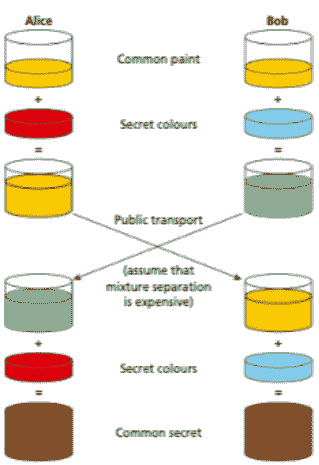 Alice Bob
Common paint
+ +
Secret colours
= =
Public transport
(assume that
mixture separation
is expensive)
+ +
Secret colours
= =
Common secret